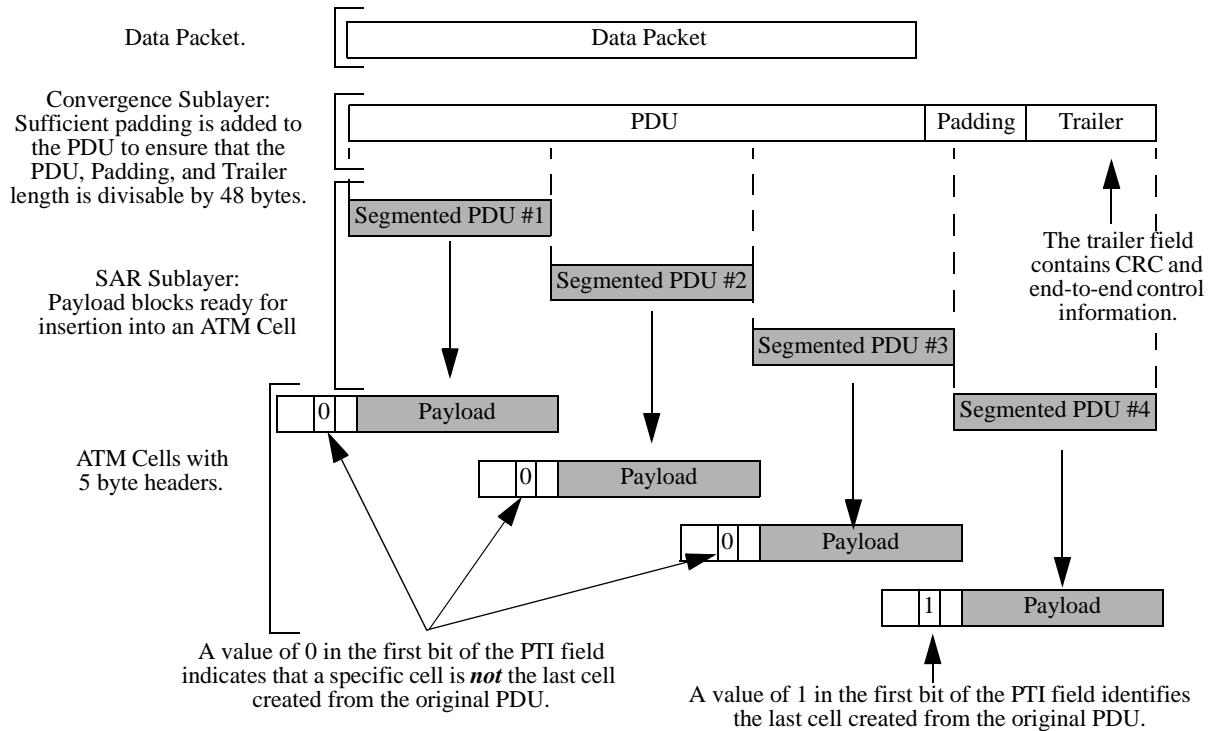 Data Packet.
Data Packet
Convergence Sublayer:
Sufficient padding is added to
the PDU to ensure that the
PDU, Padding, and Trailer
length is divisable by 48 bytes.
PDU
Padding
Trailer
Segmented PDU #1
The trailer field
contains CRC and
end-to-end control
information.
SAR Sublayer:
Payload blocks ready for
insertion into an ATM Cell
Segmented PDU #2
Segmented PDU #3
Segmented PDU #4
0
Payload
ATM Cells with
5 byte headers.
0
Payload
0
Payload
1
Payload
A value of 0 in the first bit of the PTI field
indicates that a specific cell is not the last cell
created from the original PDU.
A value of 1 in the first bit of the PTI field identifies
the last cell created from the original PDU.